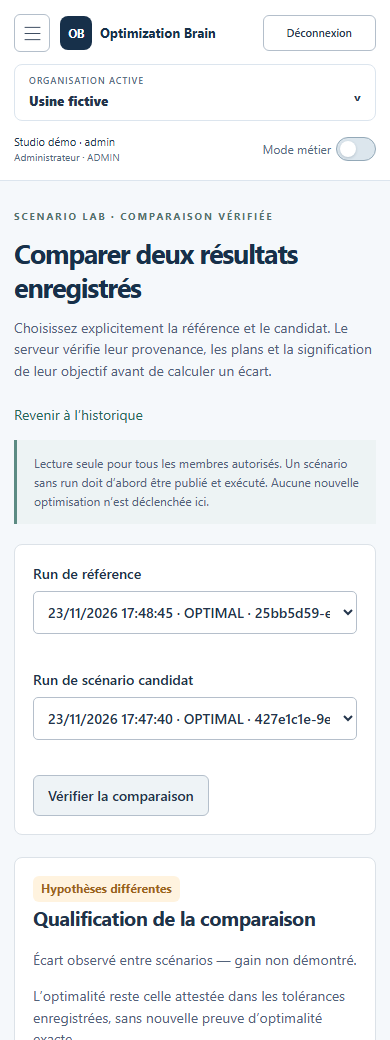 OB Optimization Brain Déconnexion
ORGANISATION ACTIVE
Usine fictive
Studio démo · admin
Administrateur · ADMIN
Mode métier
SCENARIO LAB · COMPARAISON VÉRIFIÉE
Comparer deux résultats
enregistrés
Choisissez explicitement la référence et le candidat. Le
serveur vérifie leur provenance, les plans et la signification
de leur objectif avant de calculer un écart.
Revenir à l’historique
Lecture seule pour tous les membres autorisés. Un scénario
sans run doit d’abord être publié et exécuté. Aucune nouvelle
optimisation n’est déclenchée ici.
Run de référence
23/11/2026 17:48:45 · OPTIMAL · 25bb5d59-e
Run de scénario candidat
23/11/2026 17:47:40 · OPTIMAL · 427e1c1e-9e
Vérifier la comparaison
Hypothèses différentes
Qualification de la comparaison
Écart observé entre scénarios — gain non démontré.
L’optimalité reste celle attestée dans les tolérances
enregistrées, sans nouvelle preuve d’optimalité
exacte.